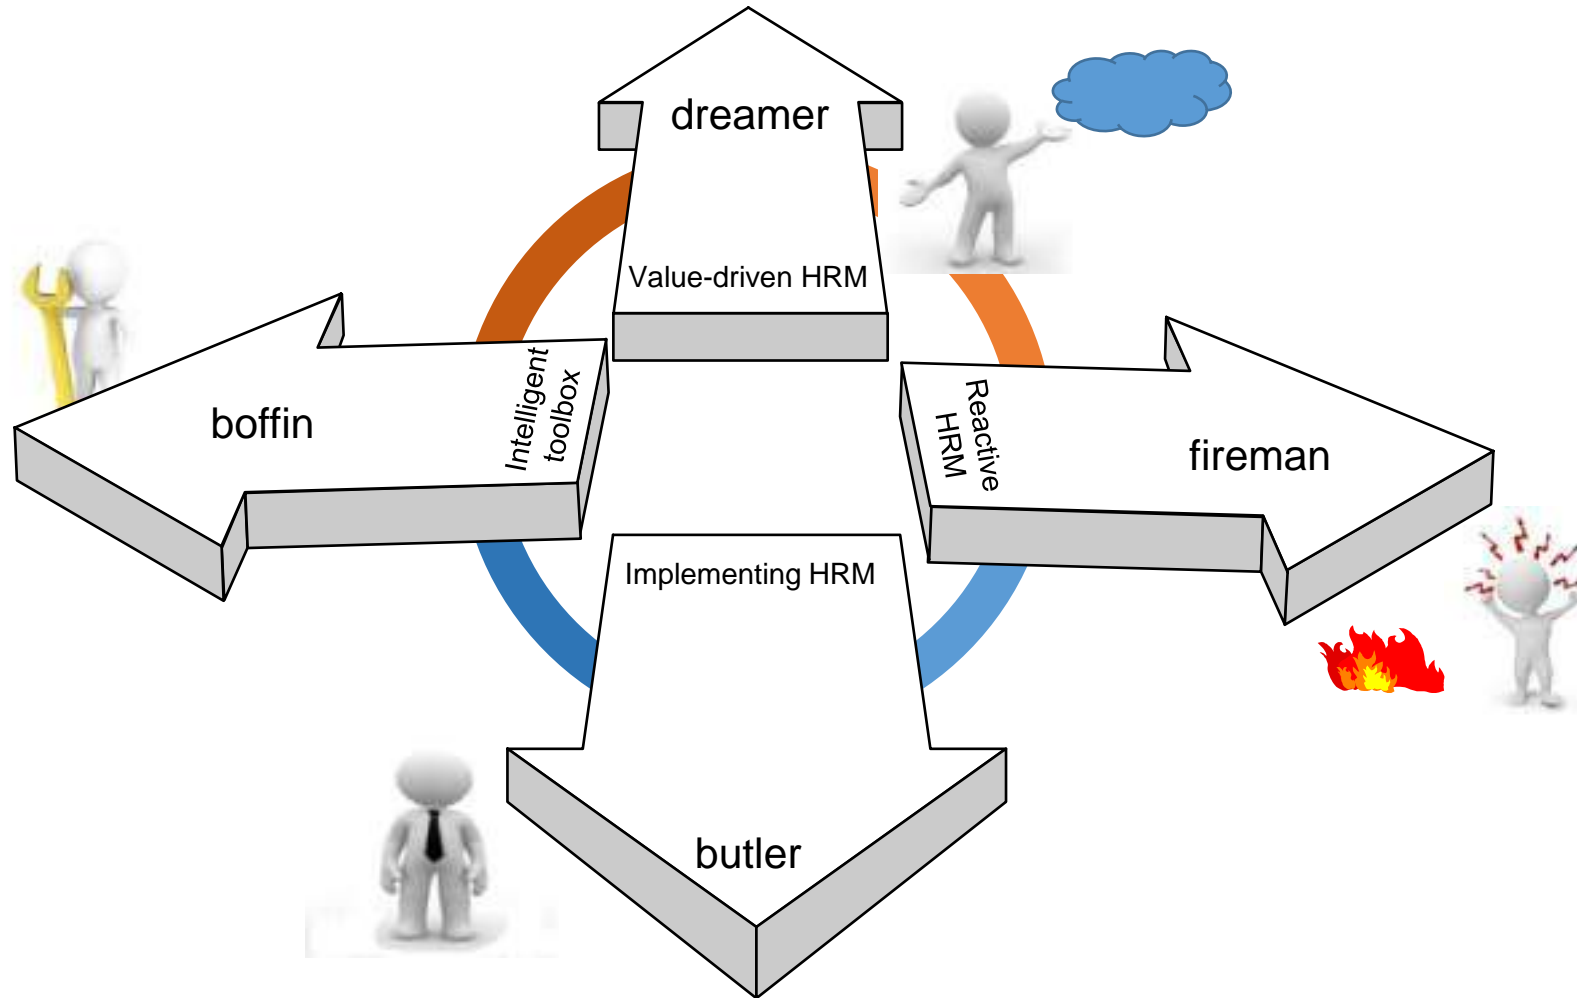 dreamer
Value-driven HRM
boffin
Intelligent
toolbox
Reactive
HRM
fireman
Implementing HRM
butler